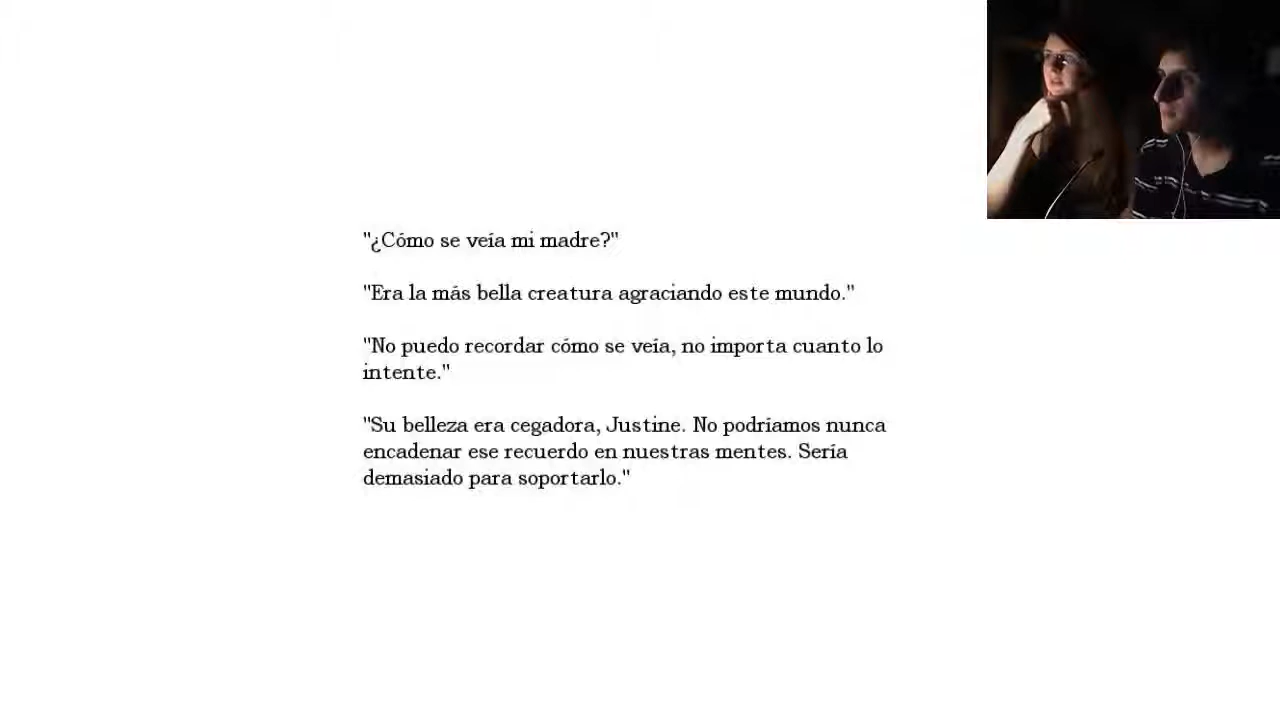 "¿Cómo se veía mi madre?"
"Era la más bella creatura agraciando este mundo."
"No puedo recordar cómo se veía, no importa cuanto lo
intente."
"Su belleza era cegadora, Justine. No podríamos nunca
encadenar ese recuerdo en nuestras mentes. Sería
demasiado para soportarlo."